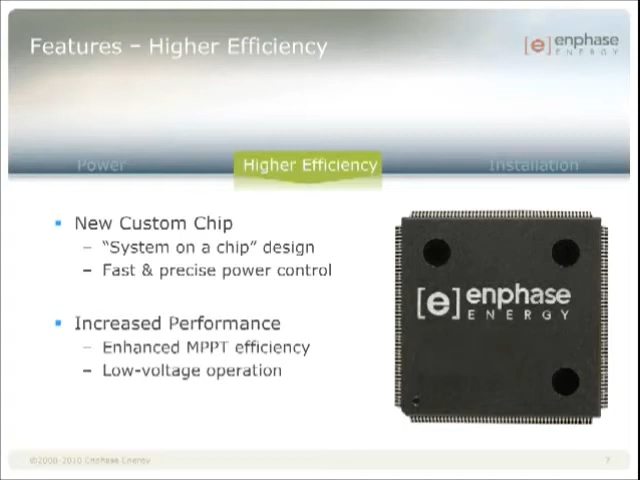 Features – Higher Efficiency
[e] enphase
ENERGY
Power
Higher Efficiency
Installation
New Custom Chip
– “System on a chip” design
– Fast & precise power control
Increased Performance
– Enhanced MPPT efficiency
– Low-voltage operation
[e] enphase
ENERGY
©2008-2010 Enphase Energy
7